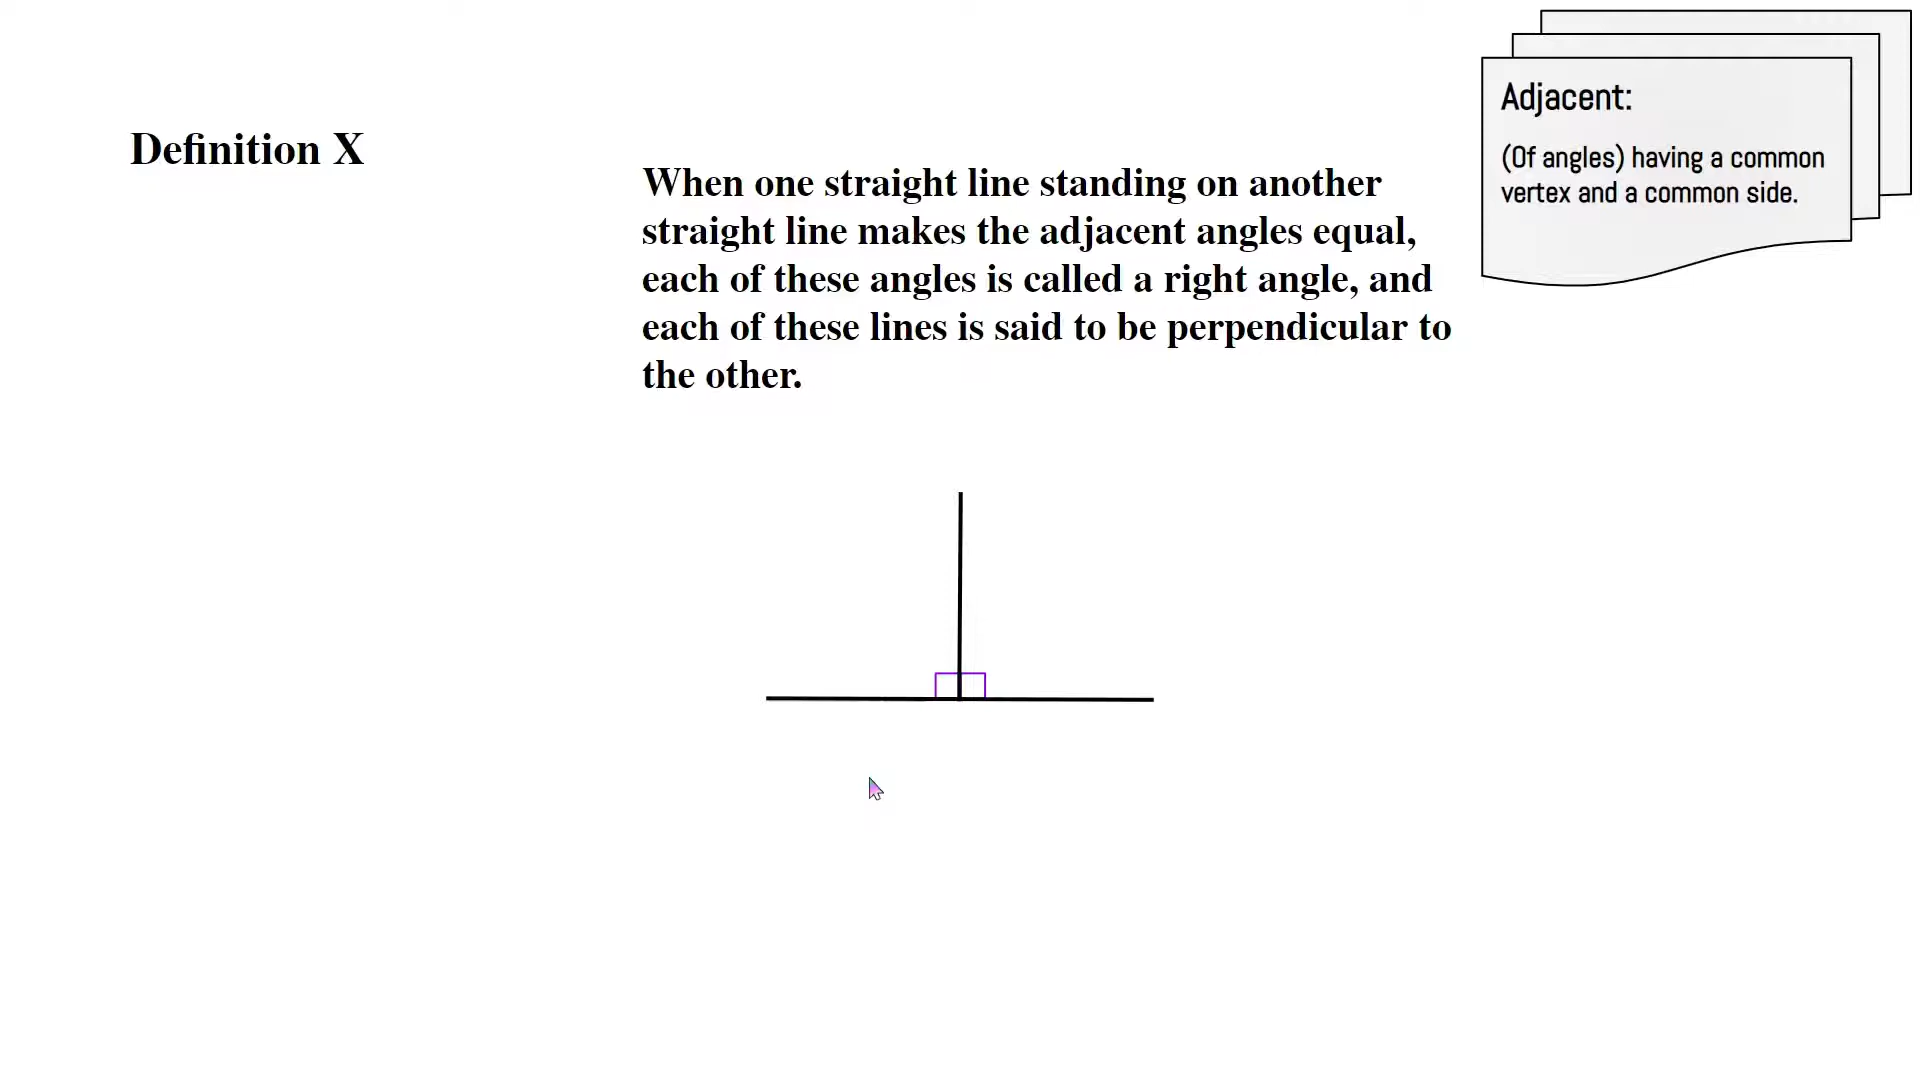 Definition X
When one straight line standing on another
straight line makes the adjacent angles equal,
each of these angles is called a right angle, and
each of these lines is said to be perpendicular to
the other.
Adjacent:
(Of angles) having a common
vertex and a common side.